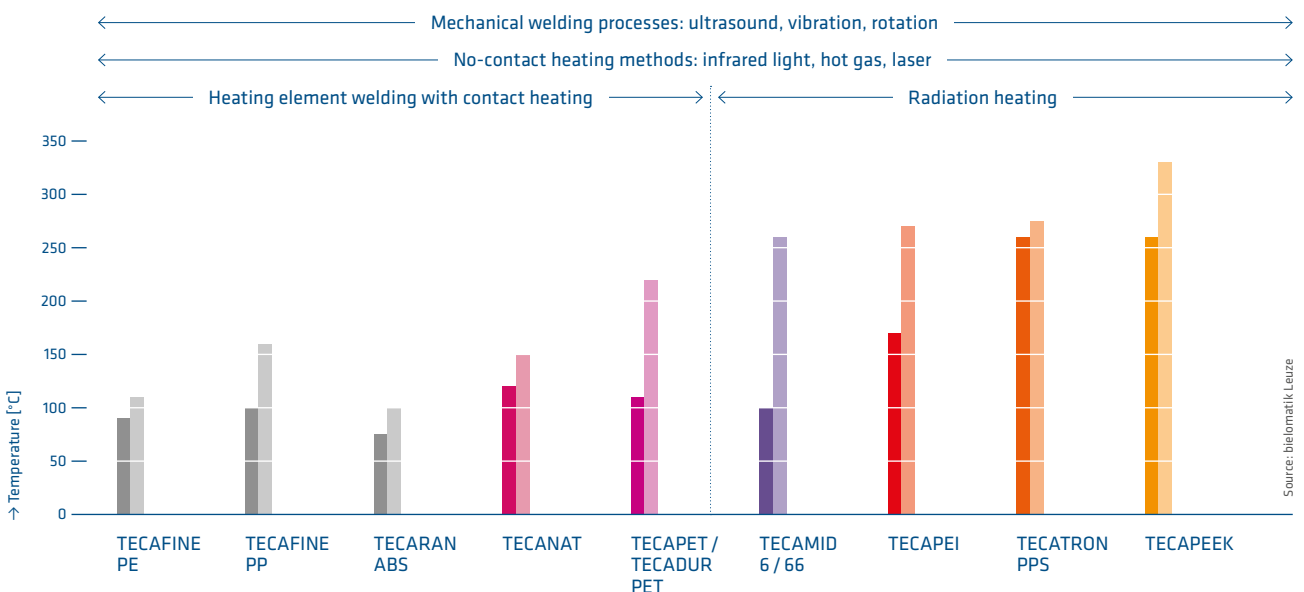 Mechanical welding processes: ultrasound, vibration, rotation
No-contact heating methods: infrared light, hot gas, laser
Heating element welding with contact heating
Radiation heating
350
300
250
200
150
100
50
0
→ Temperature [°C]
Source: bielomatik Leuze
TECAFINE
PE
TECAFINE
PP
TECARAN
ABS
TECANAT
TECAPET /
TECADUR
PET
TECAMID
6 / 66
TECAPEI
TECATRON
PPS
TECAPEEK